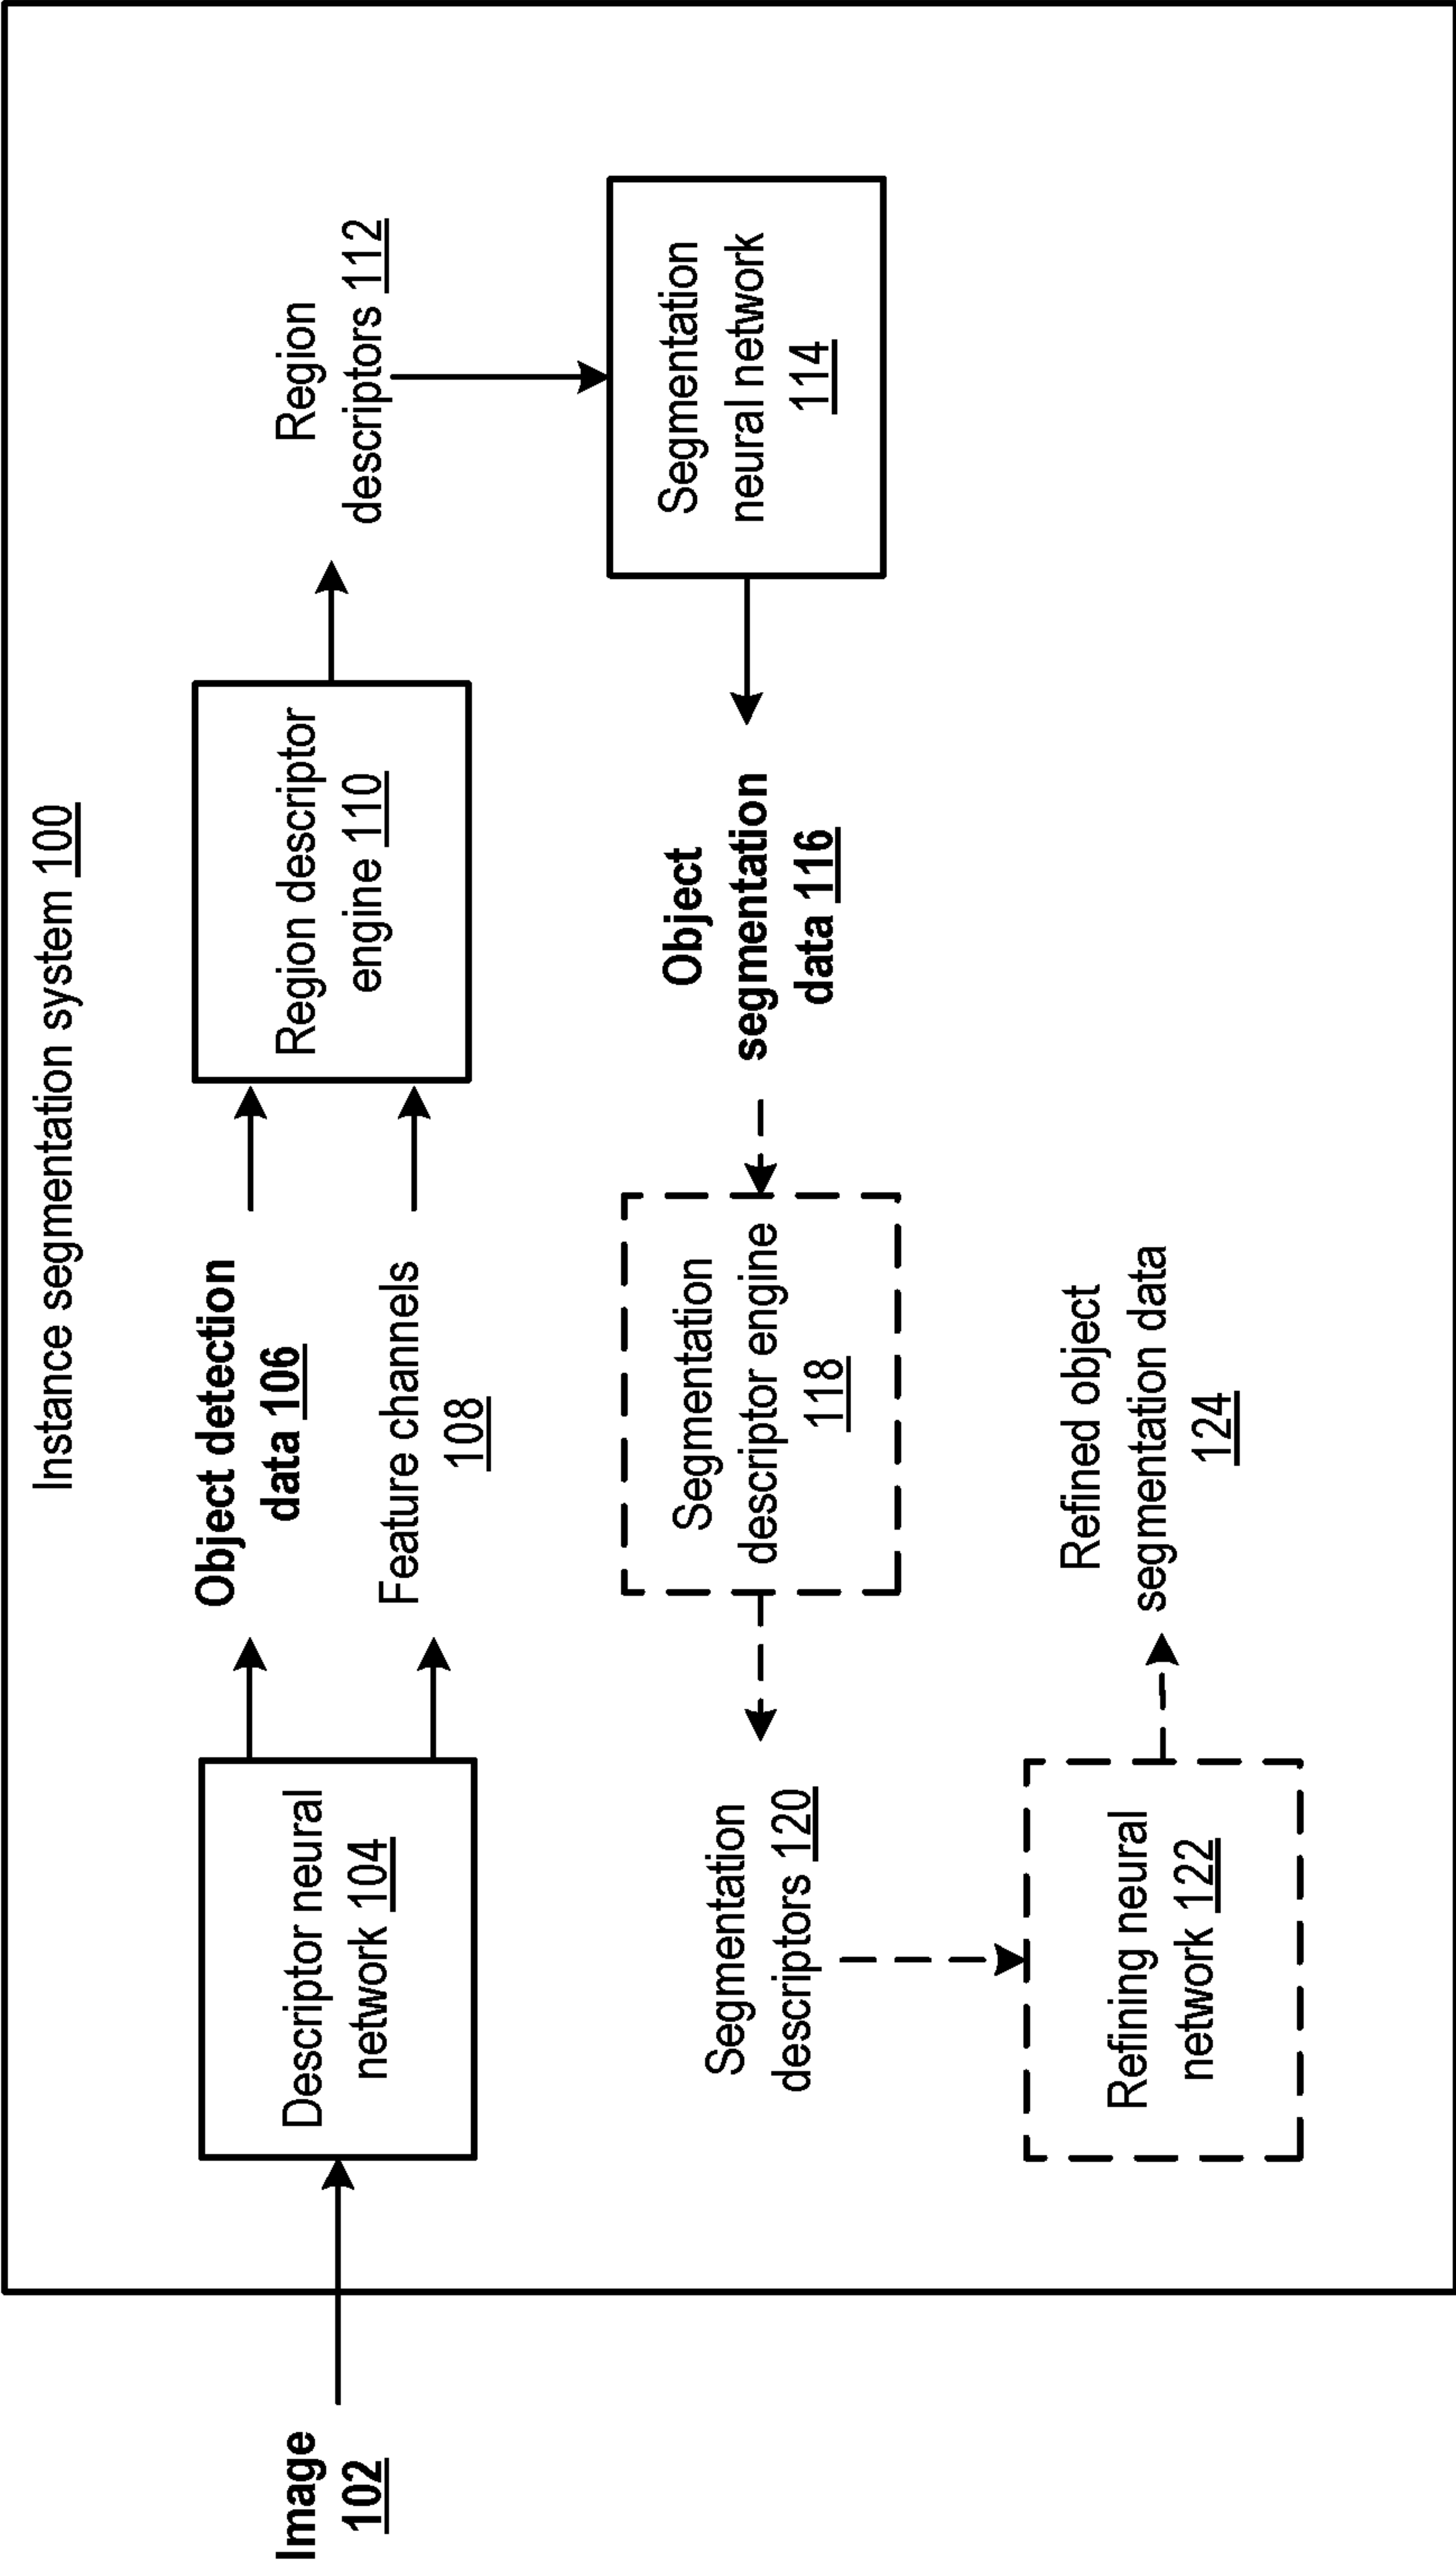 Instance segmentation system 100
Image
102
Descriptor neural
network 104
Object detection
data 106
Feature channels
108
Region descriptor
engine 110
Region
descriptors 112
Segmentation
neural network
114
Object
segmentation
data 116
Segmentation
descriptor engine
118
Segmentation
descriptors 120
Refining neural
network 122
Refined object
segmentation data
124